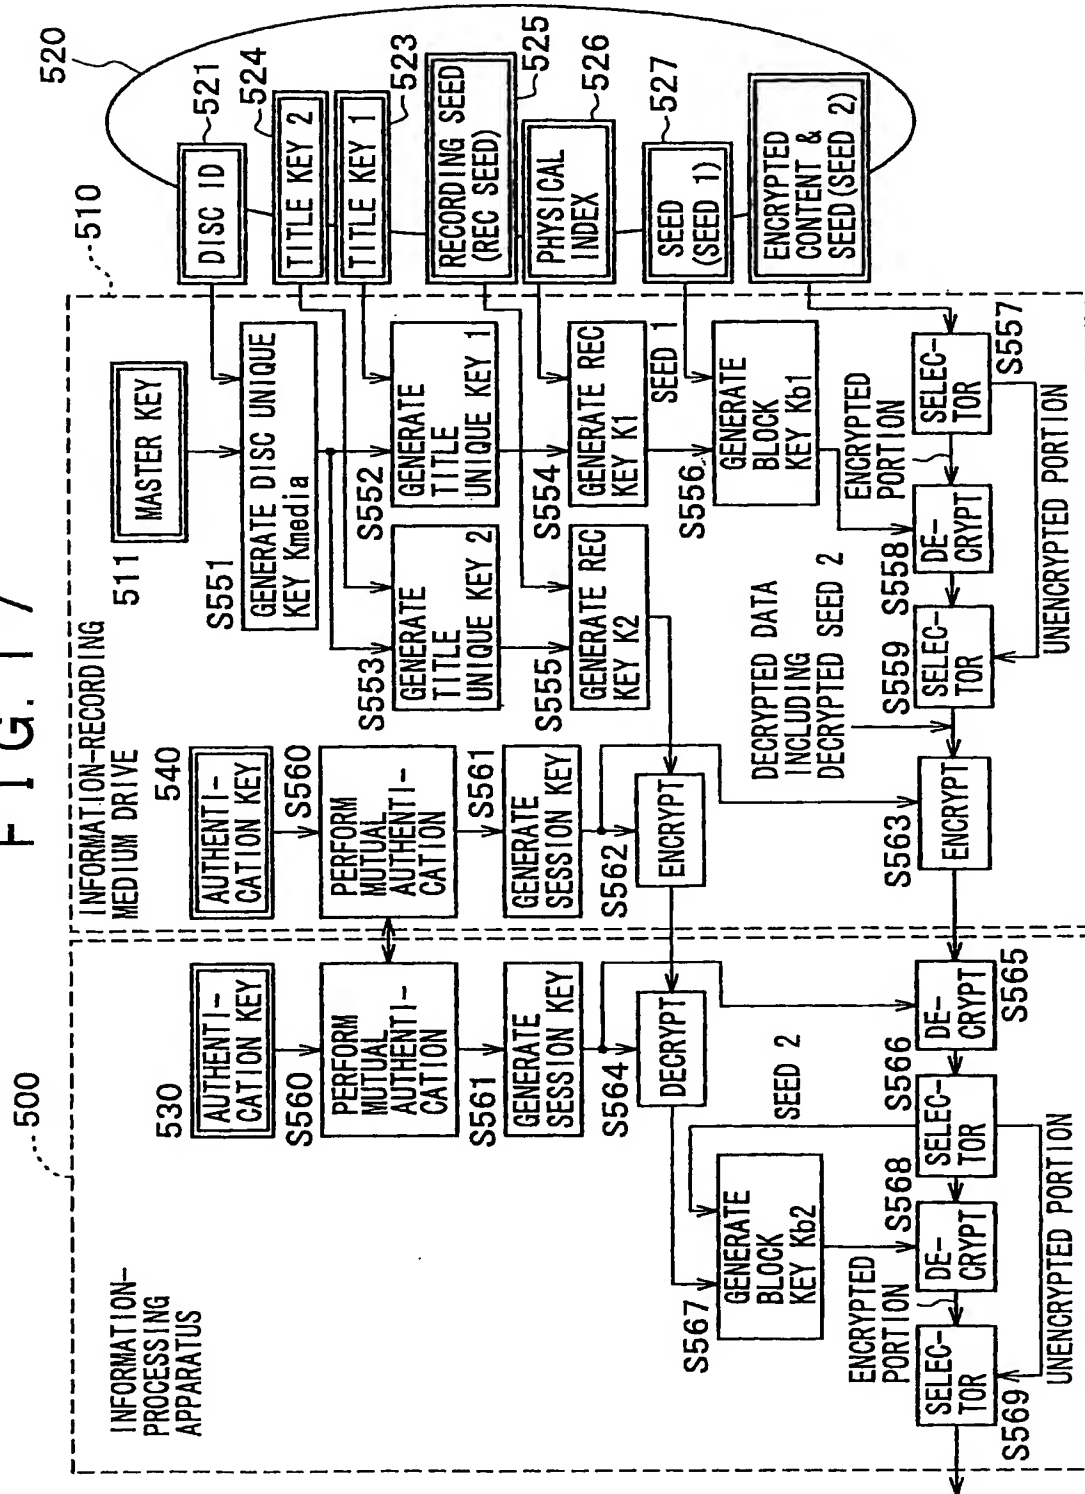 FIG. 17
500
INFORMATION-
PROCESSING
APPARATUS
530
AUTHENTI-
CATION KEY
S560
PERFORM
MUTUAL
AUTHENTI-
CATION
S561
GENERATE
SESSION KEY
S564
DECRYPT
SEED 2
S567
GENERATE
BLOCK
KEY Kb2
ENCRYPTED
PORTION
S569
SELEC-
TOR
S568
DE-
CRYPT
S566
SELEC-
TOR
S565
DE-
CRYPT
UNENCRYPTED PORTION
510
INFORMATION-RECORDING
MEDIUM DRIVE
540
AUTHENTI-
CATION KEY
S560
PERFORM
MUTUAL
AUTHENTI-
CATION
S561
GENERATE
SESSION KEY
S562
ENCRYPT
S563
ENCRYPT
511
MASTER KEY
S551
GENERATE DISC UNIQUE
KEY Kmedia
S553
GENERATE
TITLE
UNIQUE KEY 2
S552
GENERATE
TITLE
UNIQUE KEY 1
S555
GENERATE REC
KEY K2
S554
GENERATE REC
KEY K1
SEED 1
S556
GENERATE
BLOCK
KEY Kb1
DECRYPTED DATA
INCLUDING
DECRYPTED SEED 2
ENCRYPTED
PORTION
S559
SELEC-
TOR
S558
DE-
CRYPT
S557
SELEC-
TOR
UNENCRYPTED PORTION
520
521
DISC ID
524
TITLE KEY 2
523
TITLE KEY 1
525
RECORDING SEED
(REC SEED)
526
PHYSICAL
INDEX
527
SEED
(SEED 1)
ENCRYPTED
CONTENT &
SEED(SEED 2)